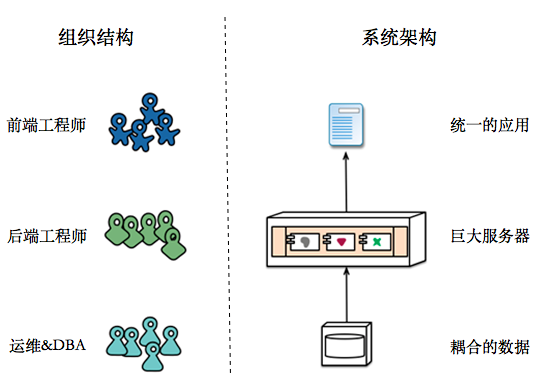 组织结构
系统架构
前端工程师
统一的应用
后端工程师
巨大服务器
运维&DBA
耦合的数据